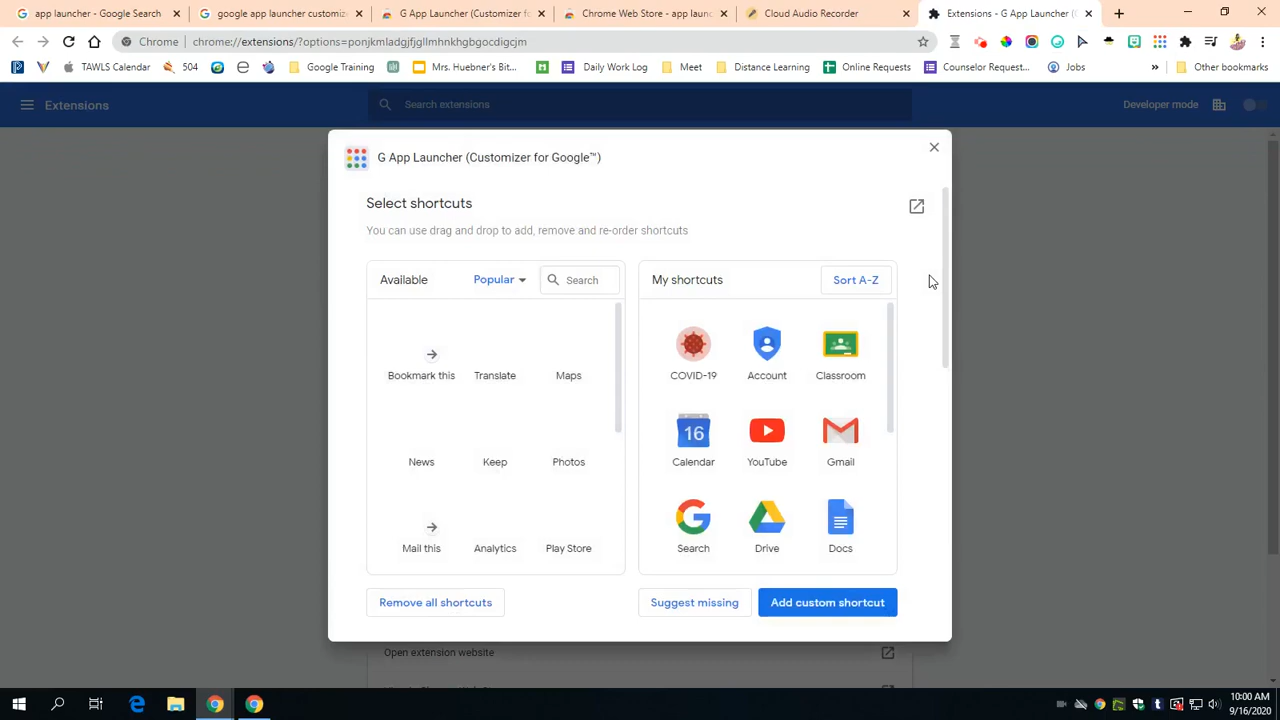 app launcher - Google Search
google app launcher customize
G App Launcher (Customizer fo
Chrome Web Store - app laun
Cloud Audio Recorder
Extensions - G App Launcher (
Chrome | chrome://extensions/?options=ponjkmladgjfjgllmhnkhgbgocdigcjm
TAWLS Calendar
504
Google Training
Mrs. Huebner's Bit...
Daily Work Log
Meet
Distance Learning
Online Requests
Counselor Request...
Jobs
»
Other bookmarks
Extensions
Search extensions
Developer mode
G App Launcher (Customizer for Google™)
Select shortcuts
You can use drag and drop to add, remove and re-order shortcuts
Available
Popular
Search
My shortcuts
Sort A-Z
Bookmark this
Translate
Maps
COVID-19
Account
Classroom
16
News
Keep
Photos
Calendar
YouTube
Gmail
Mail this
Analytics
Play Store
Search
Drive
Docs
Remove all shortcuts
Suggest missing
Add custom shortcut
Open extension website
10:00 AM
9/16/2020